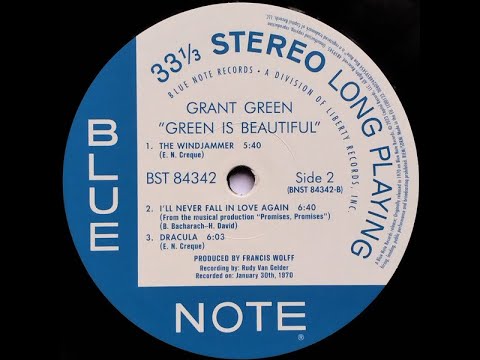 33⅓ STEREO LONG PLAYING
BLUE NOTE RECORDS • A DIVISION OF LIBERTY RECORDS, INC.
GRANT GREEN
"GREEN IS BEAUTIFUL"
1. THE WINDJAMMER 5:40
(E. N. Creque)
BST 84342
Side 2
(BNST 84342-B)
2. I'LL NEVER FALL IN LOVE AGAIN 6:40
(From the musical production "Promises, Promises")
(B. Bacharach–H. David)
3. DRACULA 6:03
(E. N. Creque)
PRODUCED BY FRANCIS WOLFF
Recording by: Rudy Van Gelder
Recorded on: January 30th, 1970
BLUE
NOTE®